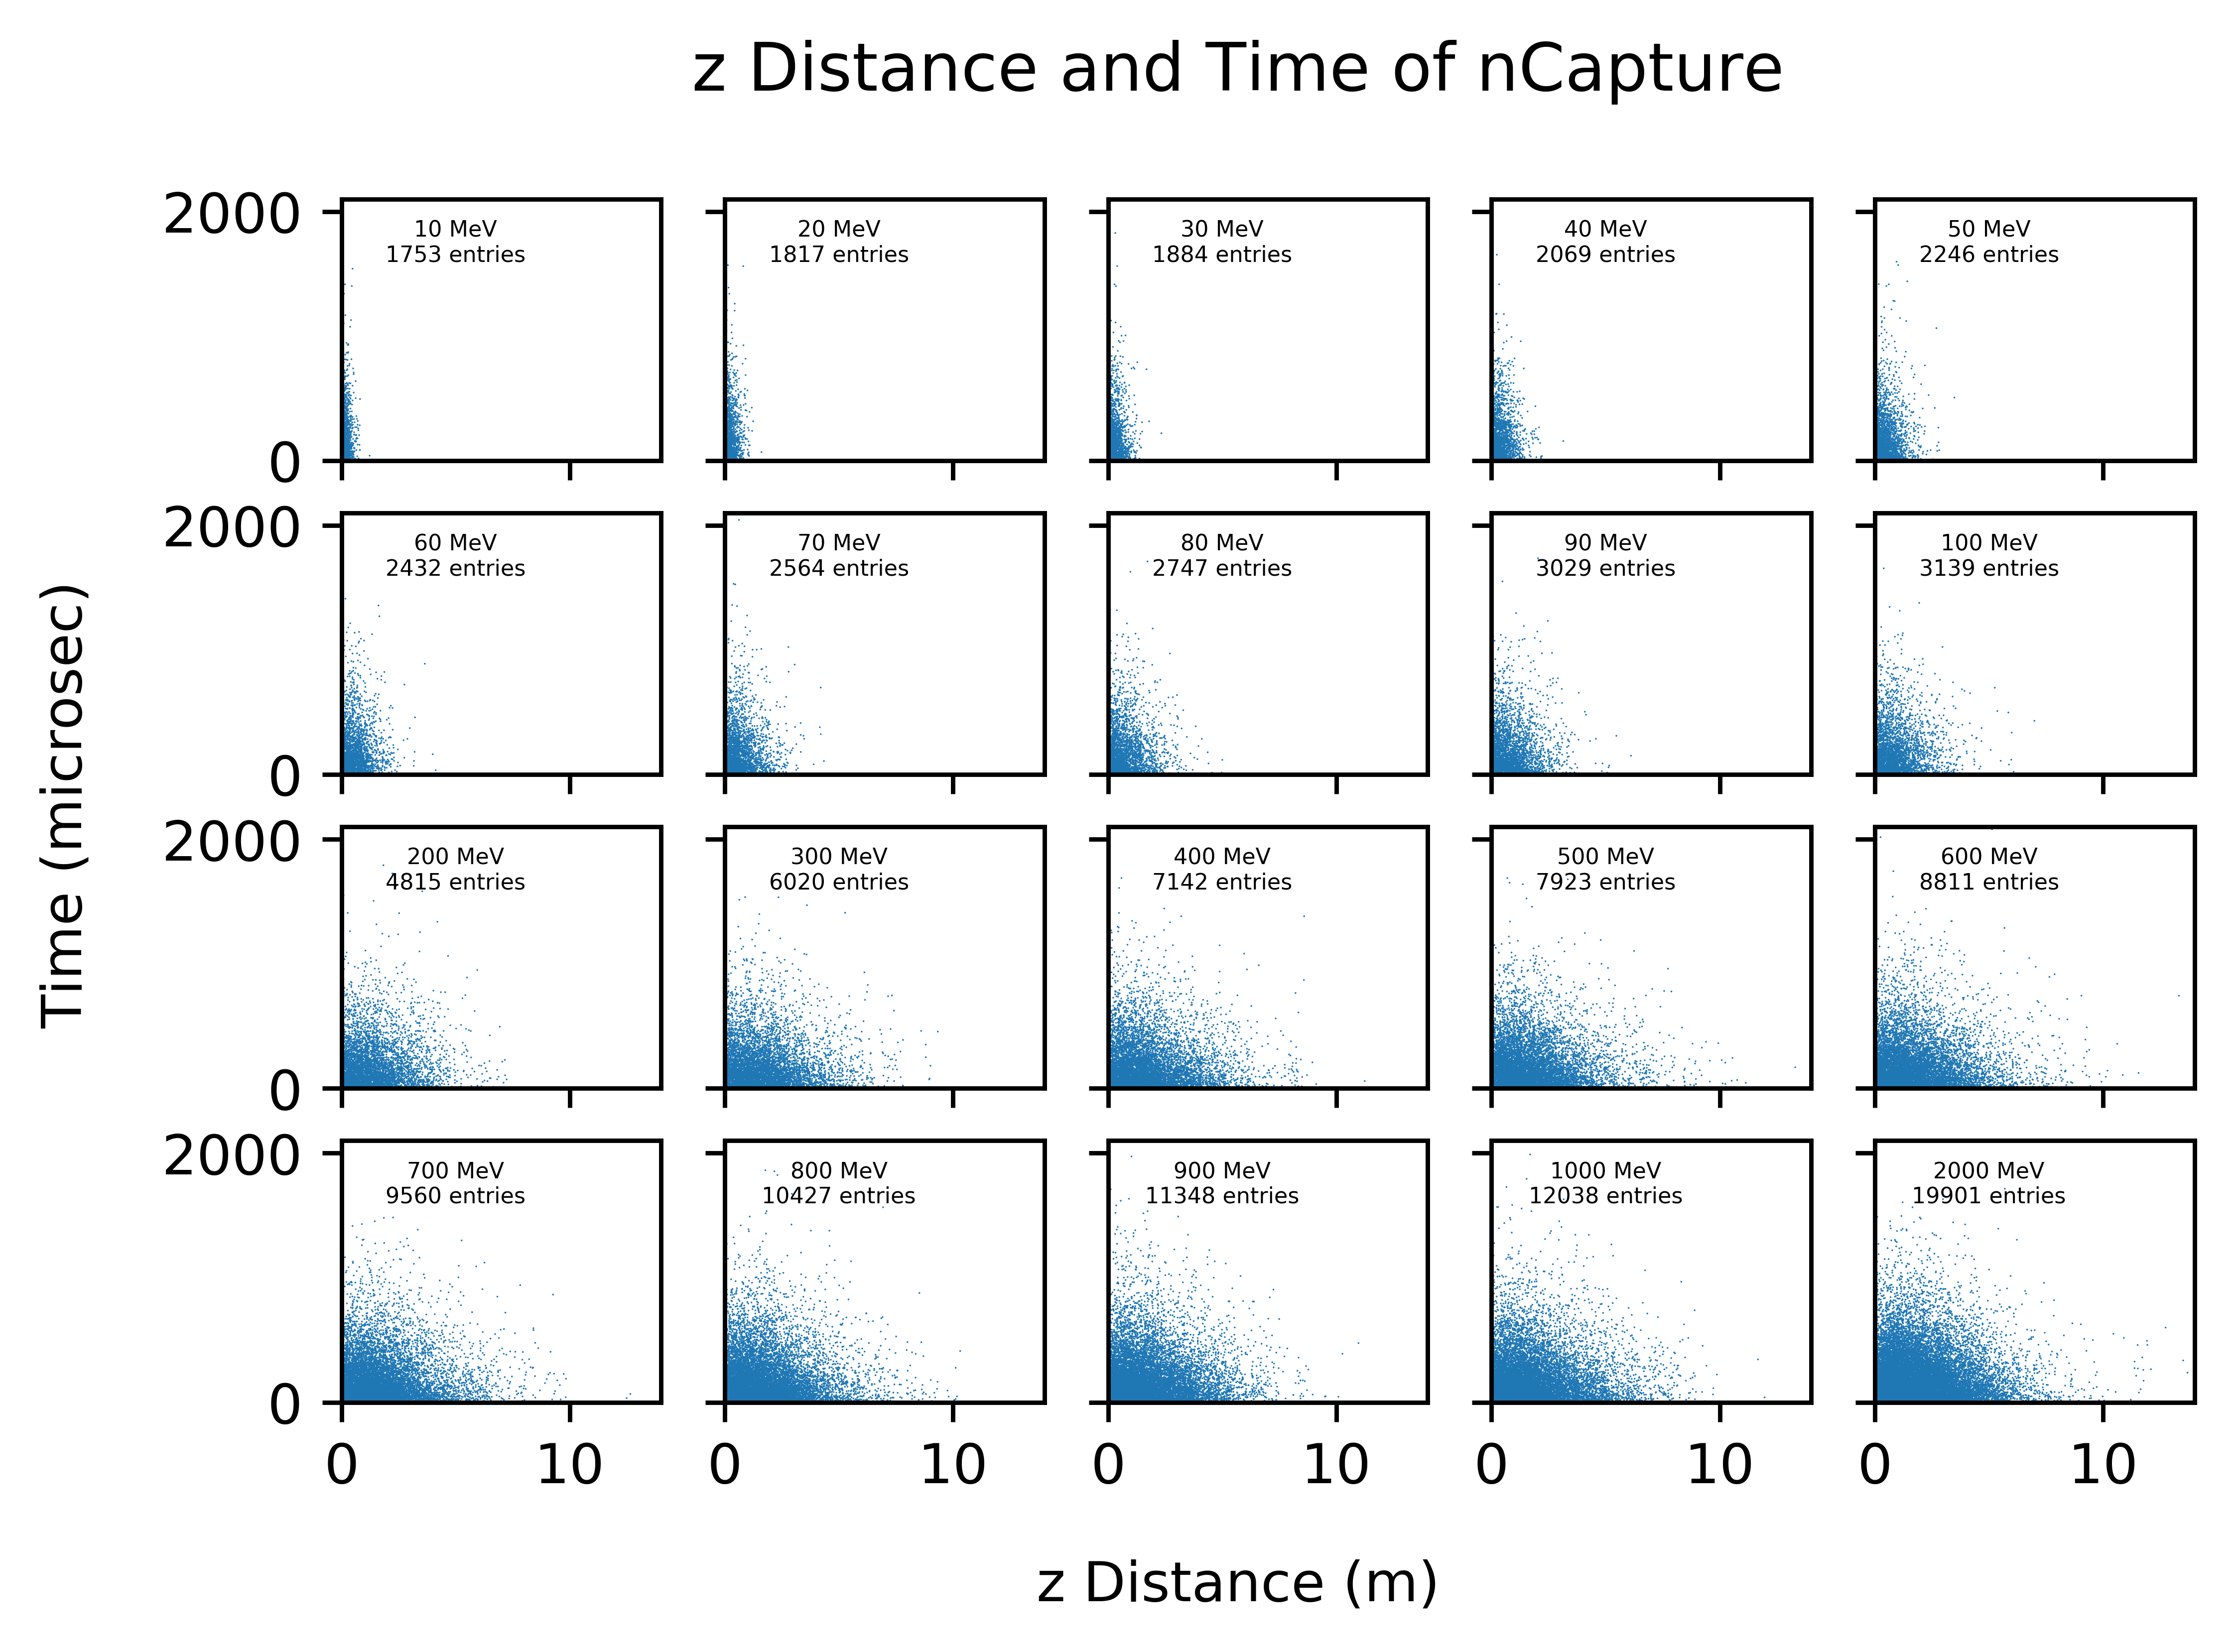 z Distance and Time of nCapture
2000
10 MeV
1753 entries
20 MeV
1817 entries
30 MeV
1884 entries
40 MeV
2069 entries
50 MeV
2246 entries
0
2000
60 MeV
2432 entries
70 MeV
2564 entries
80 MeV
2747 entries
90 MeV
3029 entries
100 MeV
3139 entries
0
Time (microsec)
2000
200 MeV
4815 entries
300 MeV
6020 entries
400 MeV
7142 entries
500 MeV
7923 entries
600 MeV
8811 entries
0
2000
700 MeV
9560 entries
800 MeV
10427 entries
900 MeV
11348 entries
1000 MeV
12038 entries
2000 MeV
19901 entries
0
0 10 0 10 0 10 0 10 0 10
z Distance (m)